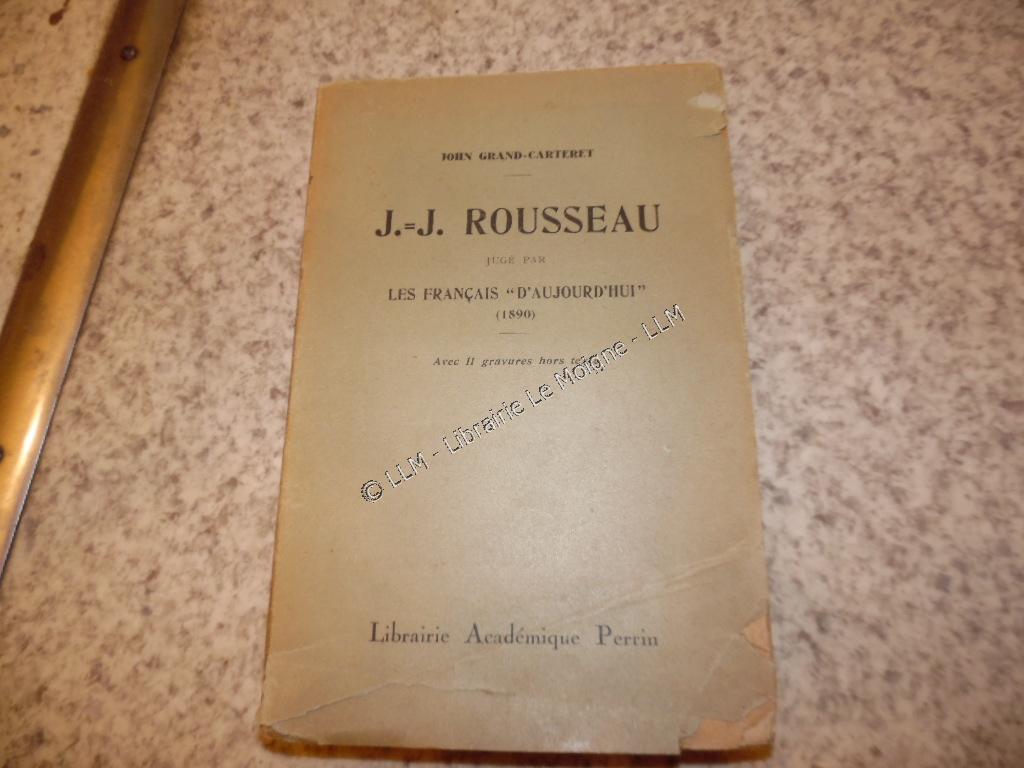 JOHN GRAND-CARTERET
J.=J. ROUSSEAU
JUGÉ PAR
LES FRANÇAIS "D'AUJOURD'HUI"
(1890)
Avec II gravures hors
Librairie Académique Perrin
© LLM - Librairie Le Moigne - LLM